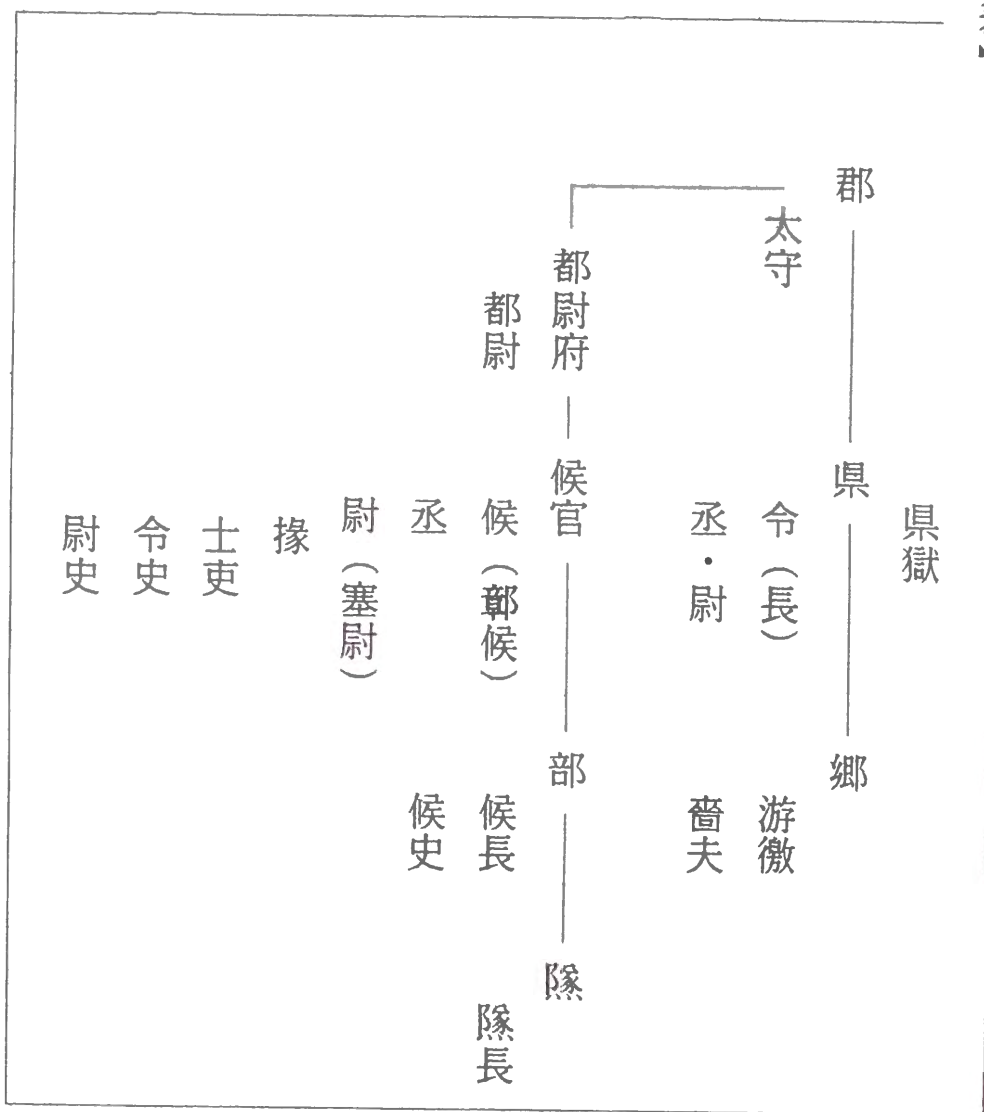 県獄
郡―県―郷
太守
令（長）
游徼
丞・尉
嗇夫
都尉府―候官―部―隧
都尉
候（鄣候）
候長
隧長
丞
候史
尉（塞尉）
掾
士吏
令史
尉史